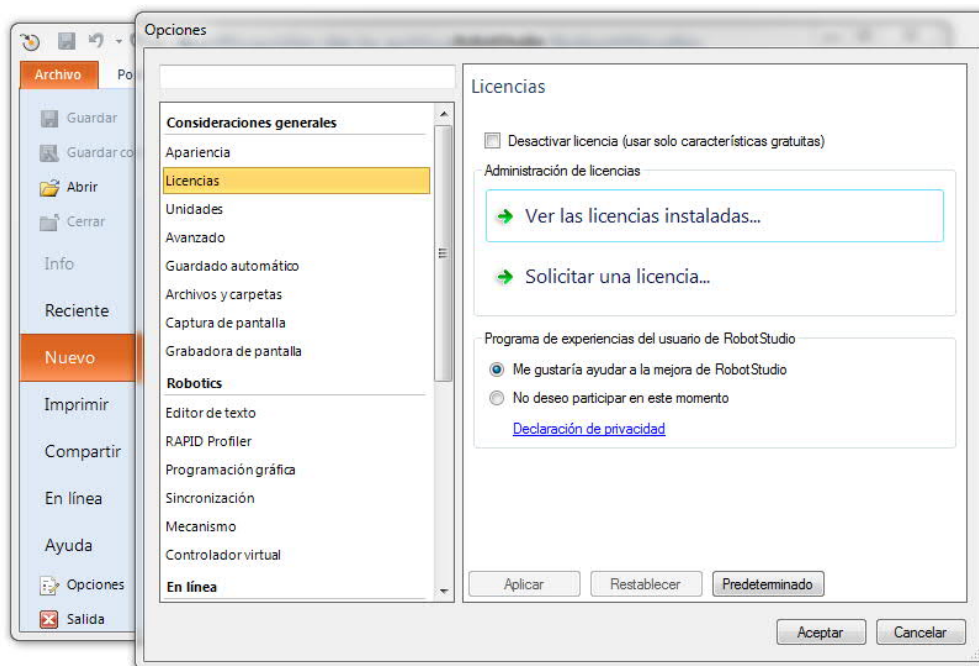 Opciones
Archivo
Po
Guardar
Guardar co
Abrir
Cerrar
Info
Reciente
Nuevo
Imprimir
Compartir
En línea
Ayuda
Opciones
Salida
Consideraciones generales
Apariencia
Licencias
Unidades
Avanzado
Guardado automático
Archivos y carpetas
Captura de pantalla
Grabadora de pantalla
Robotics
Editor de texto
RAPID Profiler
Programación gráfica
Sincronización
Mecanismo
Controlador virtual
En línea
Licencias
Desactivar licencia (usar solo características gratuitas)
Administración de licencias
Ver las licencias instaladas...
Solicitar una licencia...
Programa de experiencias del usuario de RobotStudio
Me gustaría ayudar a la mejora de RobotStudio
No deseo participar en este momento
Declaración de privacidad
Aplicar
Restablecer
Predeterminado
Aceptar
Cancelar